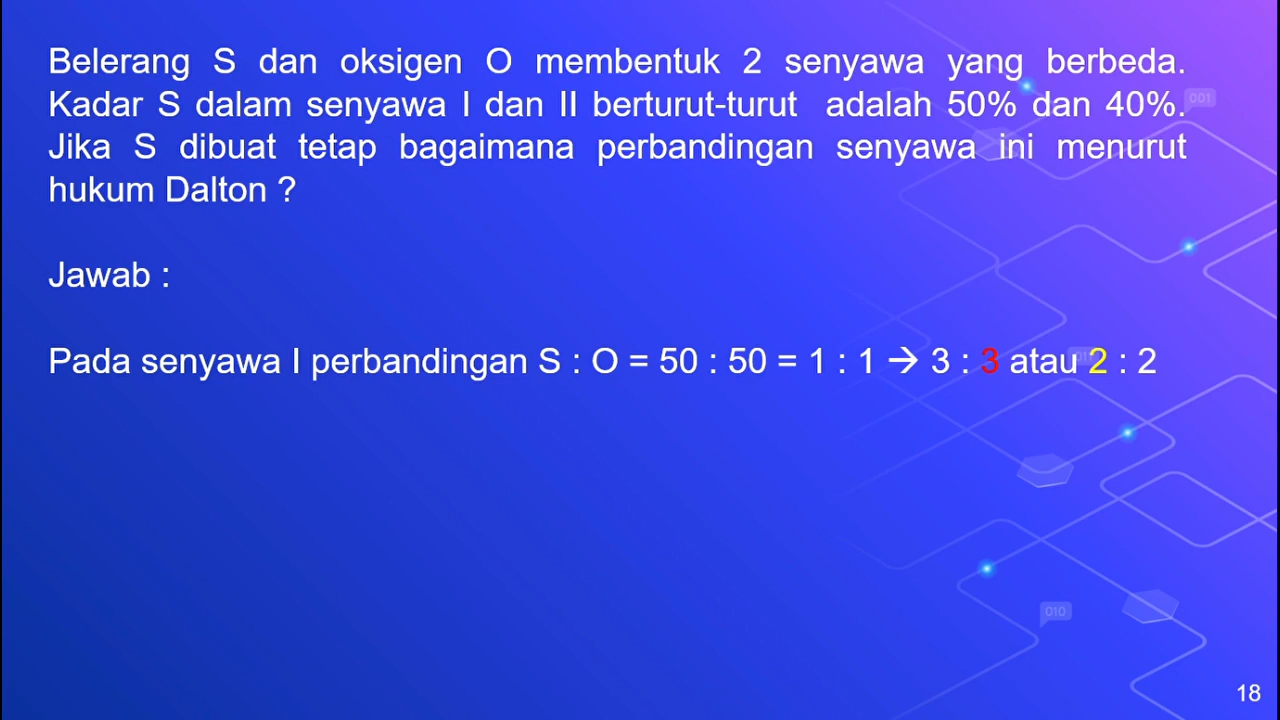 Belerang S dan oksigen O membentuk 2 senyawa yang berbeda.
Kadar S dalam senyawa I dan II berturut-turut adalah 50% dan 40%.
001
Jika S dibuat tetap bagaimana perbandingan senyawa ini menurut
hukum Dalton ?
Jawab :
Pada senyawa I perbandingan S : O = 50 : 50 = 1 : 1 → 3 : 3 atau 2 : 2
010
18